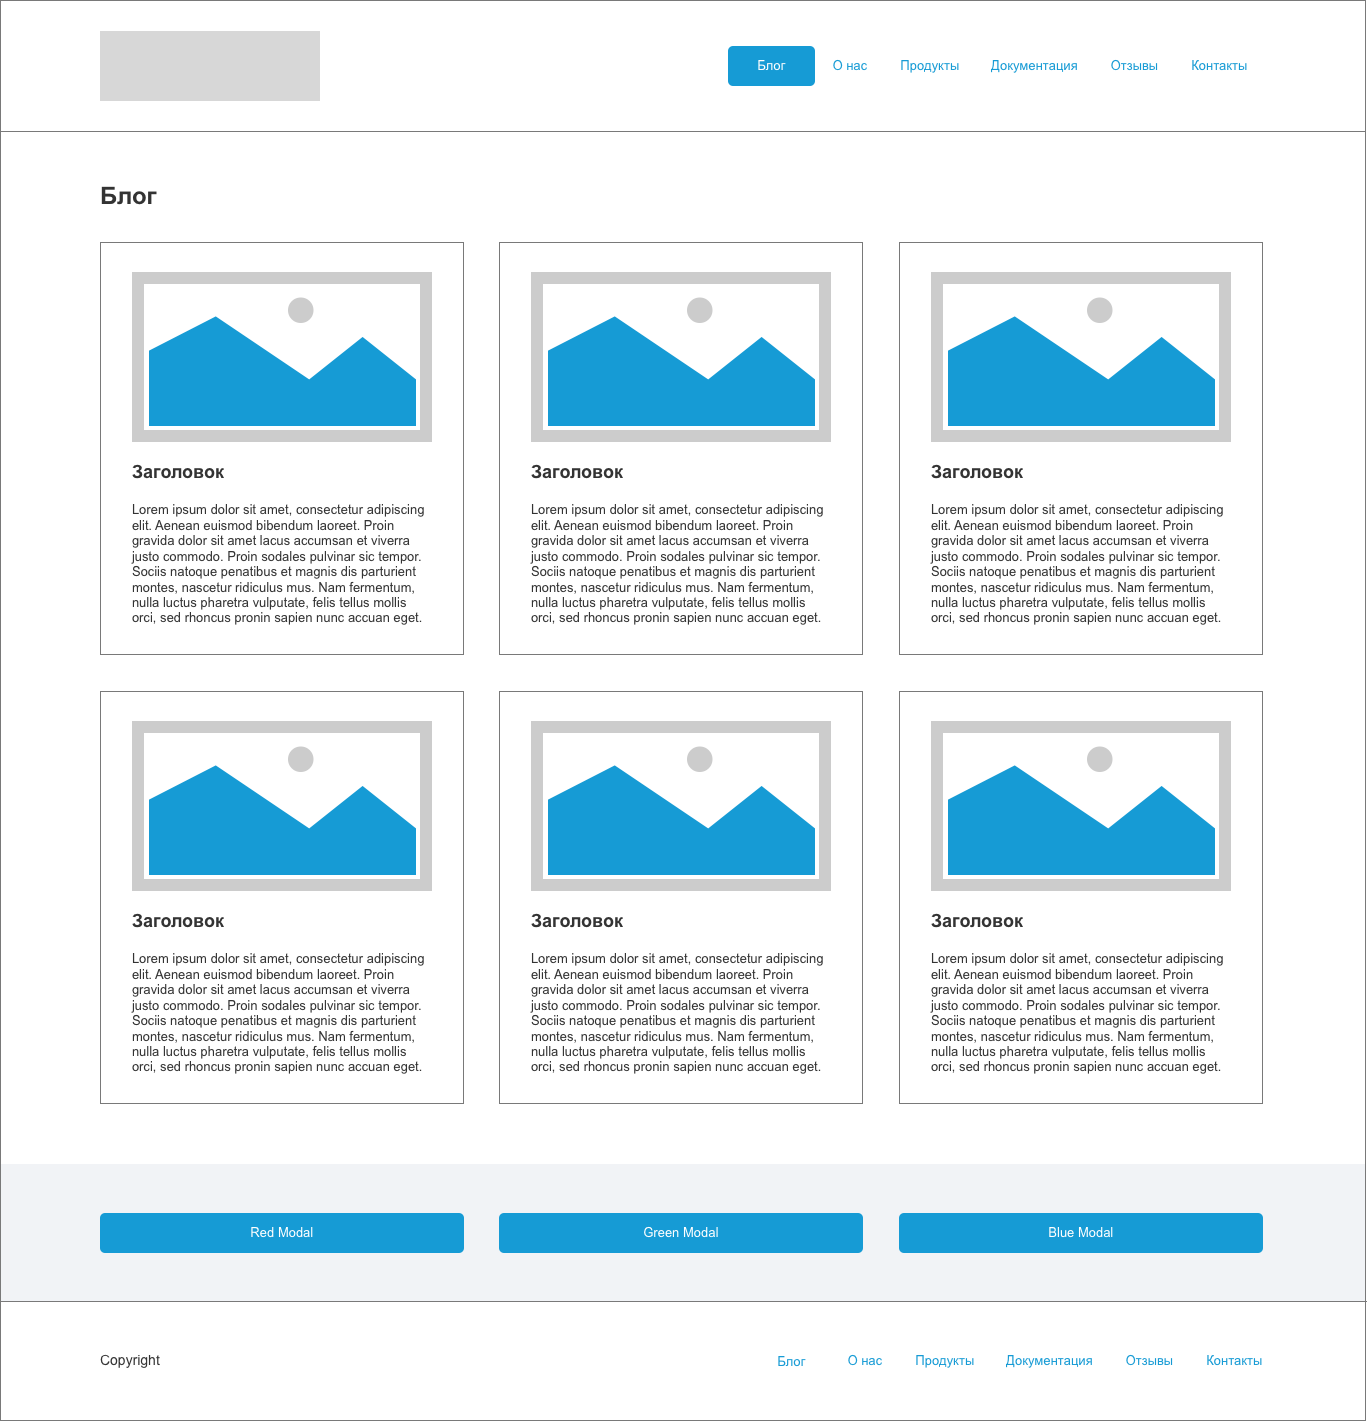 Блог О нас Продукты Документация Отзывы Контакты
Блог
Заголовок
Lorem ipsum dolor sit amet, consectetur adipiscing
elit. Aenean euismod bibendum laoreet. Proin
gravida dolor sit amet lacus accumsan et viverra
justo commodo. Proin sodales pulvinar sic tempor.
Sociis natoque penatibus et magnis dis parturient
montes, nascetur ridiculus mus. Nam fermentum,
nulla luctus pharetra vulputate, felis tellus mollis
orci, sed rhoncus pronin sapien nunc accuan eget.
Заголовок
Lorem ipsum dolor sit amet, consectetur adipiscing
elit. Aenean euismod bibendum laoreet. Proin
gravida dolor sit amet lacus accumsan et viverra
justo commodo. Proin sodales pulvinar sic tempor.
Sociis natoque penatibus et magnis dis parturient
montes, nascetur ridiculus mus. Nam fermentum,
nulla luctus pharetra vulputate, felis tellus mollis
orci, sed rhoncus pronin sapien nunc accuan eget.
Заголовок
Lorem ipsum dolor sit amet, consectetur adipiscing
elit. Aenean euismod bibendum laoreet. Proin
gravida dolor sit amet lacus accumsan et viverra
justo commodo. Proin sodales pulvinar sic tempor.
Sociis natoque penatibus et magnis dis parturient
montes, nascetur ridiculus mus. Nam fermentum,
nulla luctus pharetra vulputate, felis tellus mollis
orci, sed rhoncus pronin sapien nunc accuan eget.
Заголовок
Lorem ipsum dolor sit amet, consectetur adipiscing
elit. Aenean euismod bibendum laoreet. Proin
gravida dolor sit amet lacus accumsan et viverra
justo commodo. Proin sodales pulvinar sic tempor.
Sociis natoque penatibus et magnis dis parturient
montes, nascetur ridiculus mus. Nam fermentum,
nulla luctus pharetra vulputate, felis tellus mollis
orci, sed rhoncus pronin sapien nunc accuan eget.
Заголовок
Lorem ipsum dolor sit amet, consectetur adipiscing
elit. Aenean euismod bibendum laoreet. Proin
gravida dolor sit amet lacus accumsan et viverra
justo commodo. Proin sodales pulvinar sic tempor.
Sociis natoque penatibus et magnis dis parturient
montes, nascetur ridiculus mus. Nam fermentum,
nulla luctus pharetra vulputate, felis tellus mollis
orci, sed rhoncus pronin sapien nunc accuan eget.
Заголовок
Lorem ipsum dolor sit amet, consectetur adipiscing
elit. Aenean euismod bibendum laoreet. Proin
gravida dolor sit amet lacus accumsan et viverra
justo commodo. Proin sodales pulvinar sic tempor.
Sociis natoque penatibus et magnis dis parturient
montes, nascetur ridiculus mus. Nam fermentum,
nulla luctus pharetra vulputate, felis tellus mollis
orci, sed rhoncus pronin sapien nunc accuan eget.
Red Modal Green Modal Blue Modal
Copyright Блог О нас Продукты Документация Отзывы Контакты